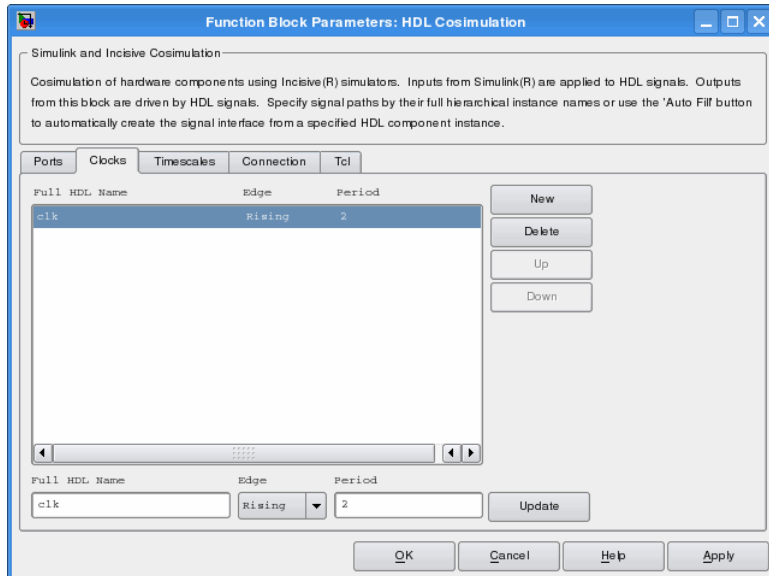 Function Block Parameters: HDL Cosimulation
Simulink and Incisive Cosimulation
Cosimulation of hardware components using Incisive(R) simulators. Inputs from Simulink(R) are applied to HDL signals. Outputs
from this block are driven by HDL signals. Specify signal paths by their full hierarchical instance names or use the 'Auto Fill' button
to automatically create the signal interface from a specified HDL component instance.
Ports Clocks Timescales Connection Tcl
Full HDL Name Edge Period
clk Rising 2
New
Delete
Up
Down
Full HDL Name Edge Period
clk Rising 2 Update
OK Cancel Help Apply